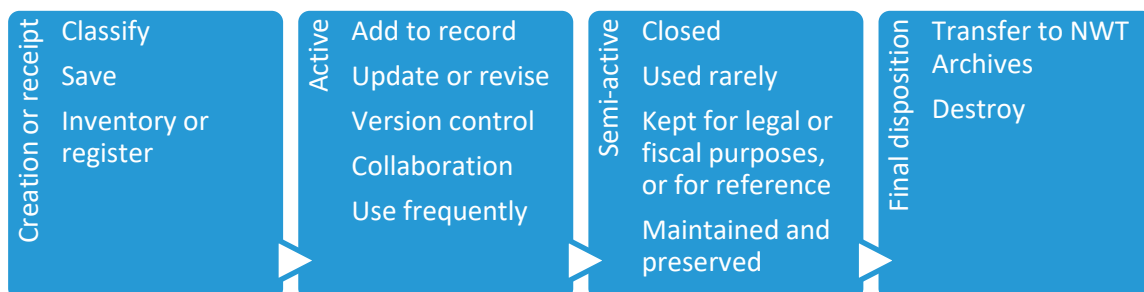 Creation or receipt
Classify
Save
Inventory or
register
Active
Add to record
Update or revise
Version control
Collaboration
Use frequently
Semi-active
Closed
Used rarely
Kept for legal or
fiscal purposes,
or for reference
Maintained and
preserved
Final disposition
Transfer to NWT
Archives
Destroy